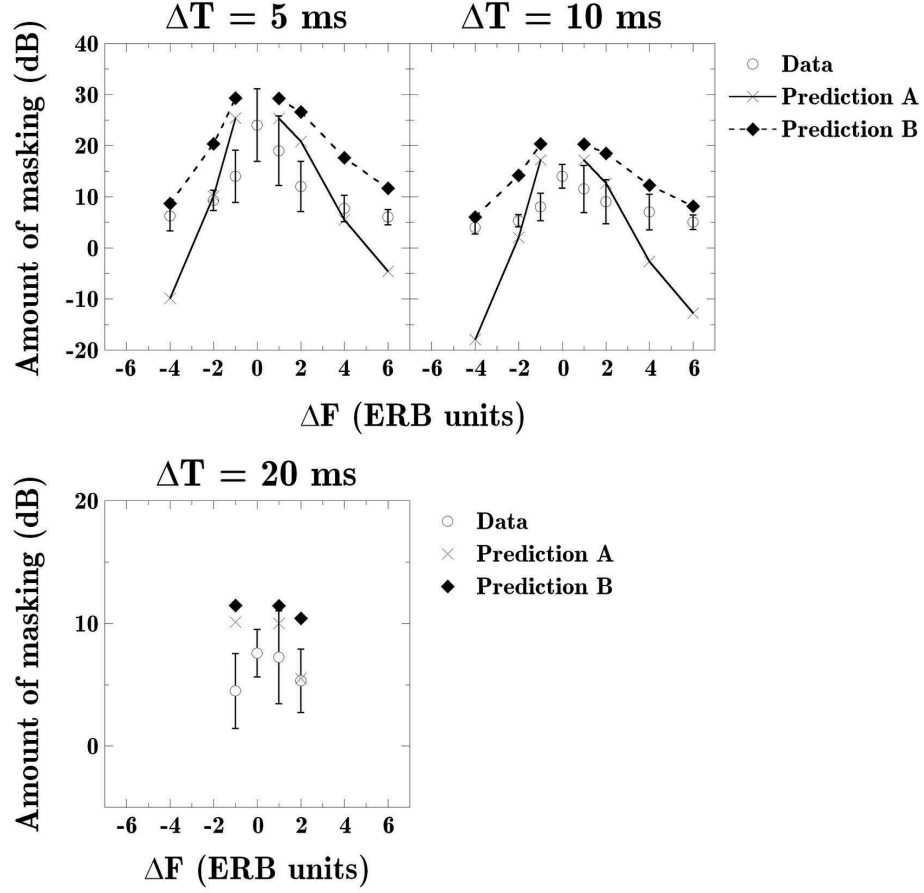 ΔT = 5 ms
ΔT = 10 ms
Amount of masking (dB)
40
30
20
10
0
-10
-20
-6 -4 -2 0 2 4 6
-6 -4 -2 0 2 4 6
ΔF (ERB units)
Data
Prediction A
Prediction B
ΔT = 20 ms
Amount of masking (dB)
20
10
0
-6 -4 -2 0 2 4 6
ΔF (ERB units)
Data
Prediction A
Prediction B